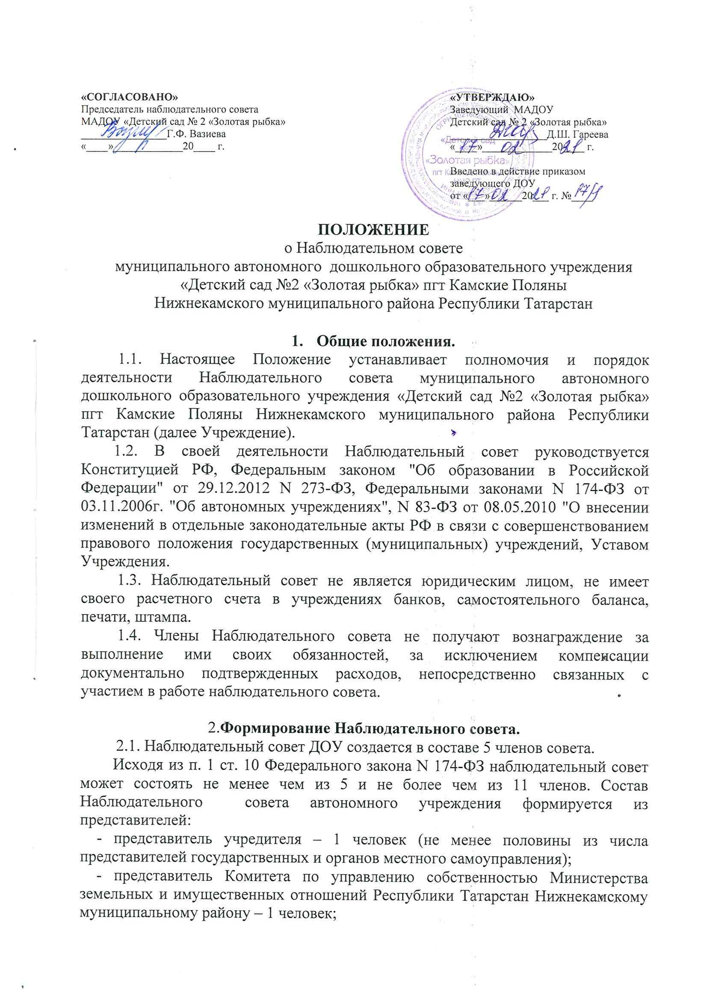 «СОГЛАСОВАНО»
Председатель наблюдательного совета
МАДОУ «Детский сад № 2 «Золотая рыбка»
________________Г.Ф. Вазиева
«____»_____________20____ г.
«УТВЕРЖДАЮ»
Заведующий МАДОУ
Детский сад № 2 «Золотая рыбка»
__________________Д.Ш. Гареева
«17»02 2021 г.
Введено в действие приказом
заведующего ДОУ
от «17»02 2021 г. №17/1
«Детский сад
№ 2
«Золотая рыбка»
ПОЛОЖЕНИЕ
о Наблюдательном совете
муниципального автономного дошкольного образовательного учреждения
«Детский сад №2 «Золотая рыбка» пгт Камские Поляны
Нижнекамского муниципального района Республики Татарстан
1. Общие положения.
1.1. Настоящее Положение устанавливает полномочия и порядок
деятельности Наблюдательного совета муниципального автономного
дошкольного образовательного учреждения «Детский сад №2 «Золотая рыбка»
пгт Камские Поляны Нижнекамского муниципального района Республики
Татарстан (далее Учреждение).
1.2. В своей деятельности Наблюдательный совет руководствуется
Конституцией РФ, Федеральным законом "Об образовании в Российской
Федерации" от 29.12.2012 N 273-ФЗ, Федеральными законами N 174-ФЗ от
03.11.2006г. "Об автономных учреждениях", N 83-ФЗ от 08.05.2010 "О внесении
изменений в отдельные законодательные акты РФ в связи с совершенствованием
правового положения государственных (муниципальных) учреждений, Уставом
Учреждения.
1.3. Наблюдательный совет не является юридическим лицом, не имеет
своего расчетного счета в учреждениях банков, самостоятельного баланса,
печати, штампа.
1.4. Члены Наблюдательного совета не получают вознаграждение за
выполнение ими своих обязанностей, за исключением компенсации
документально подтвержденных расходов, непосредственно связанных с
участием в работе наблюдательного совета.
2.Формирование Наблюдательного совета.
2.1. Наблюдательный совет ДОУ создается в составе 5 членов совета.
Исходя из п. 1 ст. 10 Федерального закона N 174-ФЗ наблюдательный совет
может состоять не менее чем из 5 и не более чем из 11 членов. Состав
Наблюдательного совета автономного учреждения формируется из
представителей:
- представитель учредителя – 1 человек (не менее половины из числа
представителей государственных и органов местного самоуправления);
- представитель Комитета по управлению собственностью Министерства
земельных и имущественных отношений Республики Татарстан Нижнекамскому
муниципальному району – 1 человек;